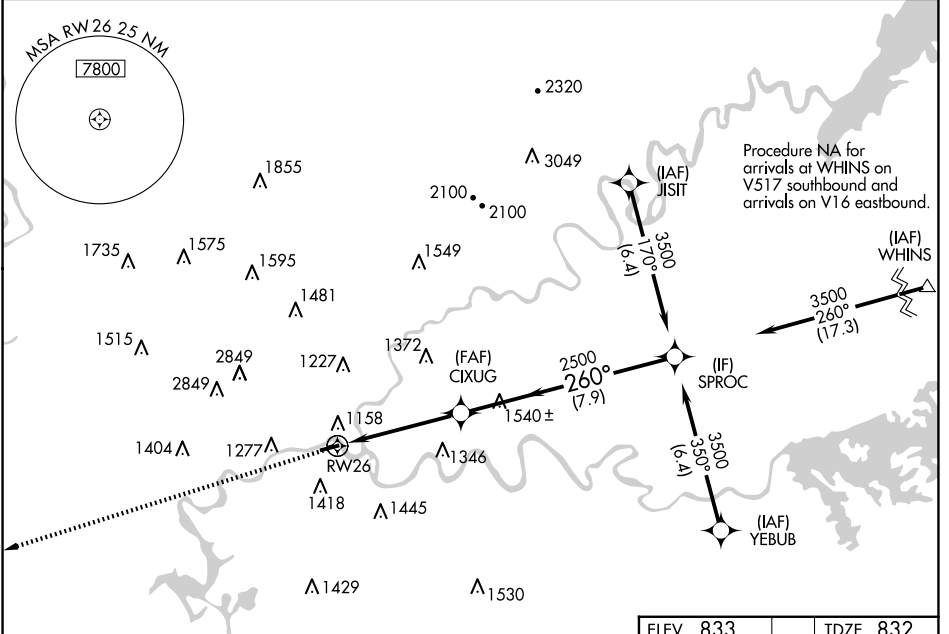 MSA RW26 25 NM
7800
2320
3049
1855
2100
2100
(IAF)
JISIT
Procedure NA for
arrivals at WHINS on
V517 southbound and
arrivals on V16 eastbound.
(IAF)
WHINS
1735
1575
1595
1549
3500
170°
(6.4)
1481
3500
260°
(17.3)
1515
2849
2849
1227
1372
(FAF)
CIXUG
2500
260°
(7.9)
(IF)
SPROC
1540 ±
1158
1404
1277
RW26
1346
3500
350°
(6.4)
1418
1445
(IAF)
YEBUB
1429
1530
ELEV 833
TDZE 832